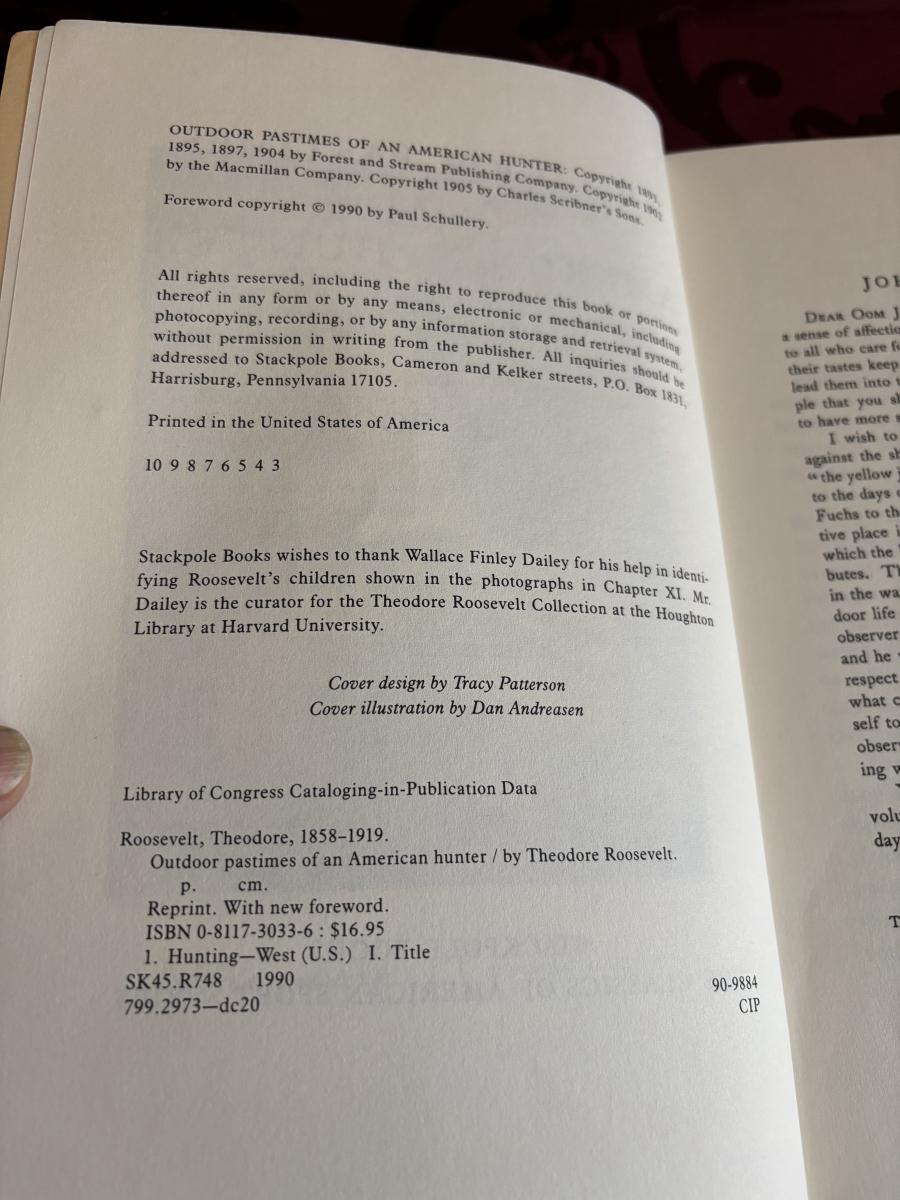 OUTDOOR PASTIMES OF AN AMERICAN HUNTER: Copyright 1893,
1895, 1897, 1904 by Forest and Stream Publishing Company. Copyright 1902
by the Macmillan Company. Copyright 1905 by Charles Scribner's Sons.
Foreword copyright © 1990 by Paul Schullery.
All rights reserved, including the right to reproduce this book or portions
thereof in any form or by any means, electronic or mechanical, including
photocopying, recording, or by any information storage and retrieval system,
without permission in writing from the publisher. All inquiries should be
addressed to Stackpole Books, Cameron and Kelker streets, P.O. Box 1831,
Harrisburg, Pennsylvania 17105.
Printed in the United States of America
10 9 8 7 6 5 4 3
Stackpole Books wishes to thank Wallace Finley Dailey for his help in identi-
fying Roosevelt's children shown in the photographs in Chapter XI. Mr.
Dailey is the curator for the Theodore Roosevelt Collection at the Houghton
Library at Harvard University.
Cover design by Tracy Patterson
Cover illustration by Dan Andreasen
Library of Congress Cataloging-in-Publication Data
Roosevelt, Theodore, 1858–1919.
Outdoor pastimes of an American hunter / by Theodore Roosevelt.
p. cm.
Reprint. With new foreword.
ISBN 0-8117-3033-6 : $16.95
1. Hunting—West (U.S.) I. Title
SK45.R748 1990
799.2973—dc20
90-9884
CIP
DEAR OOM
a sense of
to all who care
their tastes keep
lead them into
ple that you
to have more
I wish to
against the
"the yellow
to the days
Fuchs to
tive place
which the
butes.
in the
door life
observer
and he
respect
what
self to
ing